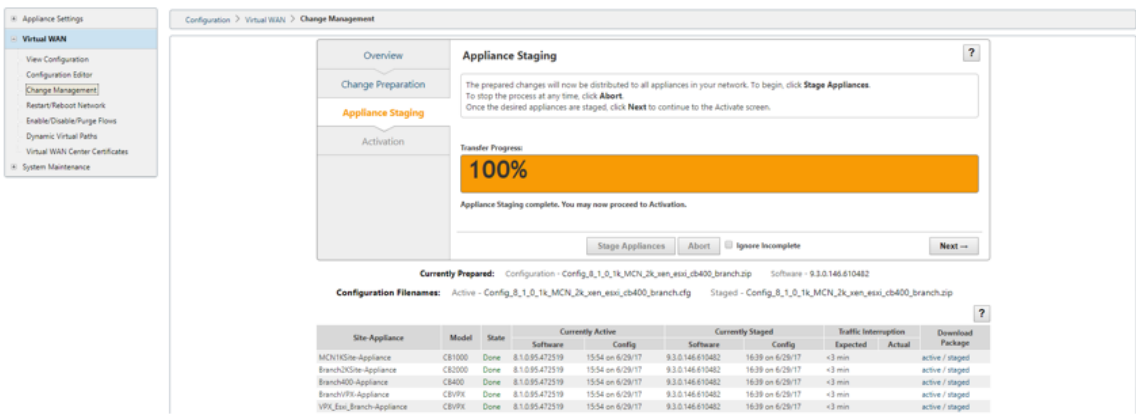 Appliance Settings
Virtual WAN
View Configuration
Configuration Editor
Change Management
Restart/Reboot Network
Enable/Disable/Purge Flows
Dynamic Virtual Paths
Virtual WAN Center Certificates
System Maintenance
Configuration > Virtual WAN > Change Management
Overview
Change Preparation
Appliance Staging
Activation
Appliance Staging ?
The prepared changes will now be distributed to all appliances in your network. To begin, click Stage Appliances.
To stop the process at any time, click Abort.
Once the desired appliances are staged, click Next to continue to the Activate screen.
Transfer Progress:
100%
Appliance Staging complete. You may now proceed to Activation.
Stage Appliances Abort Ignore Incomplete Next →
Currently Prepared: Configuration - Config_8_1_0_1k_MCN_2k_xen_esxi_cb400_branch.zip Software - 9.3.0.146.610482
Configuration Filenames: Active - Config_8_1_0_1k_MCN_2k_xen_esxi_cb400_branch.cfg Staged - Config_8_1_0_1k_MCN_2k_xen_esxi_cb400_branch.zip
?
Site-Appliance Model State Currently Active Currently Staged Traffic Interruption Download Package
Software Config Software Config Expected Actual
MCN1KSite-Appliance CB1000 Done 8.1.0.95.472519 15:54 on 6/29/17 9.3.0.146.610482 16:39 on 6/29/17 <3 min active / staged
Branch2KSite-Appliance CB2000 Done 8.1.0.95.472519 15:54 on 6/29/17 9.3.0.146.610482 16:39 on 6/29/17 <3 min active / staged
Branch400-Appliance CB400 Done 8.1.0.95.472519 15:54 on 6/29/17 9.3.0.146.610482 16:39 on 6/29/17 <3 min active / staged
BranchVPX-Appliance CBVPX Done 8.1.0.95.472519 15:54 on 6/29/17 9.3.0.146.610482 16:39 on 6/29/17 <3 min active / staged
VPX_Esxi_Branch-Appliance CBVPX Done 8.1.0.95.472519 15:54 on 6/29/17 9.3.0.146.610482 16:39 on 6/29/17 <3 min active / staged